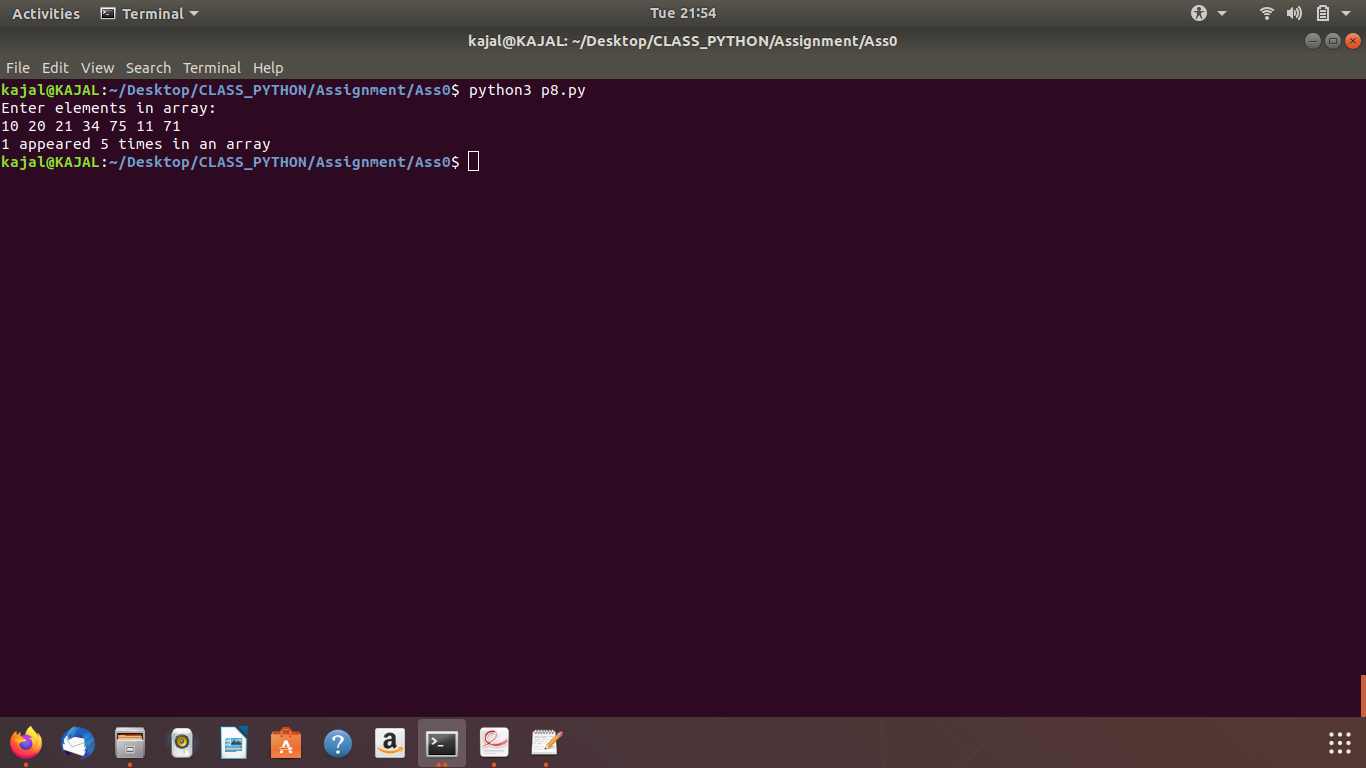 Activities Terminal Tue 21:54
kajal@KAJAL: ~/Desktop/CLASS_PYTHON/Assignment/Ass0
File Edit View Search Terminal Help
kajal@KAJAL:~/Desktop/CLASS_PYTHON/Assignment/Ass0$ python3 p8.py
Enter elements in array:
10 20 21 34 75 11 71
1 appeared 5 times in an array
kajal@KAJAL:~/Desktop/CLASS_PYTHON/Assignment/Ass0$